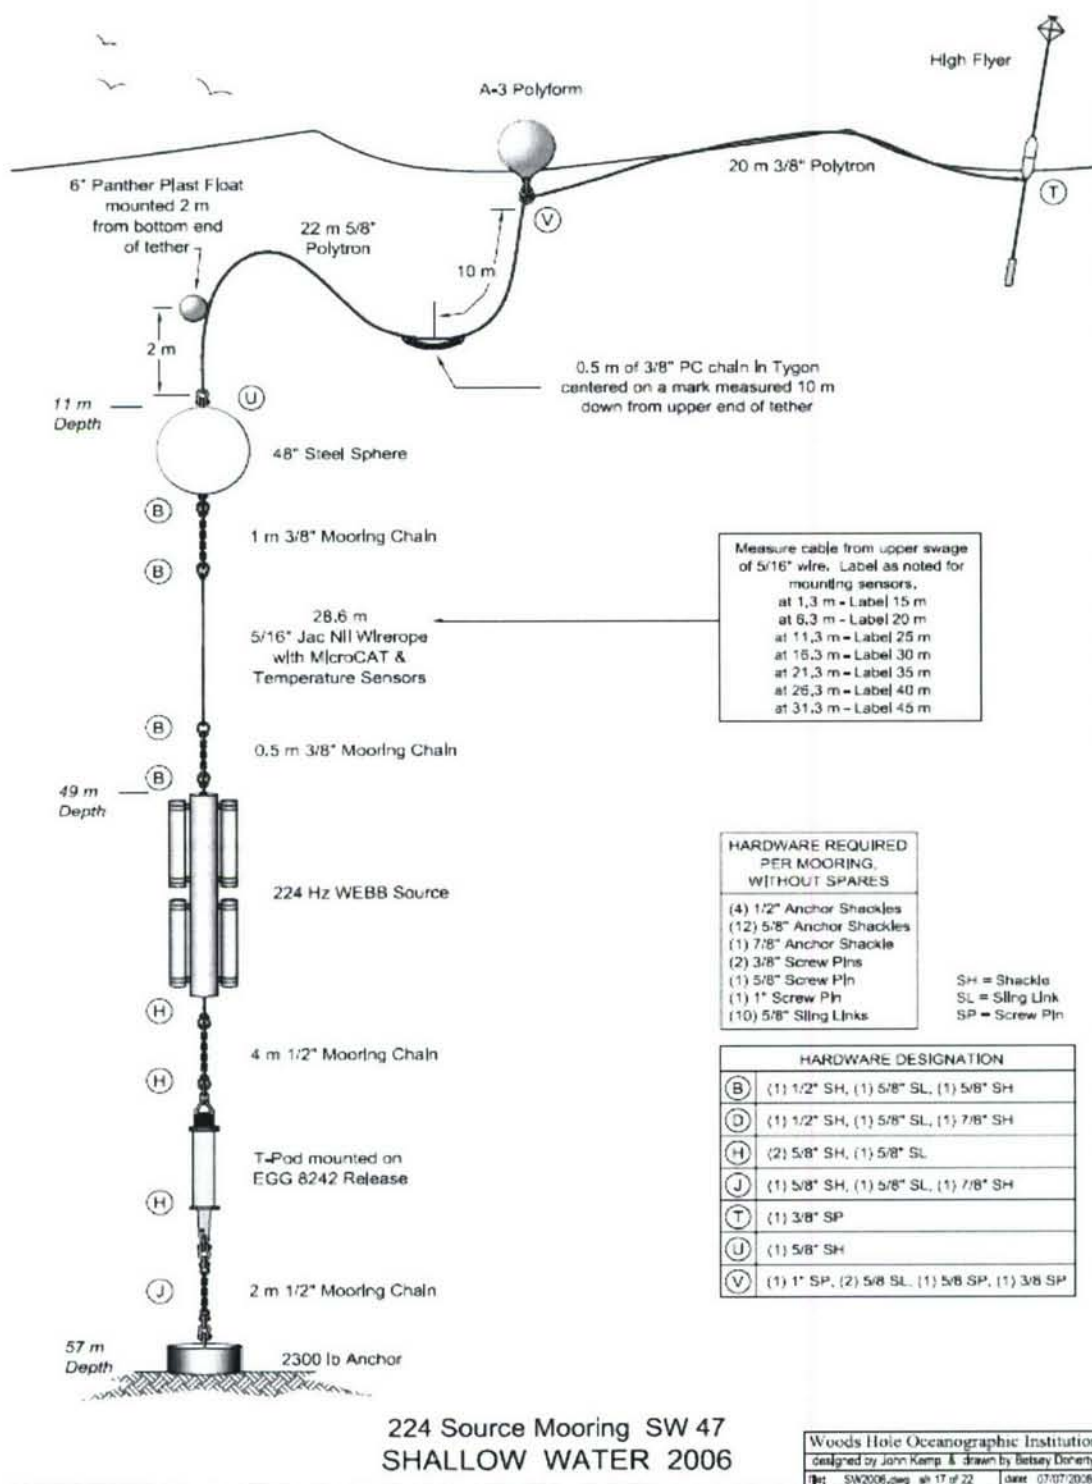 High Flyer
A-3 Polyform
20 m 3/8" Polytron
T
6" Panther Plast Float
mounted 2 m
from bottom end
of tether
V
22 m 5/8"
Polytron
10 m
2 m
0.5 m of 3/8" PC chain in Tygon
centered on a mark measured 10 m
down from upper end of tether
U
11 m
Depth
48" Steel Sphere
B
1 m 3/8" Mooring Chain
B
Measure cable from upper swage
of 5/16" wire. Label as noted for
mounting sensors.
at 1.3 m - Label 15 m
at 6.3 m - Label 20 m
at 11.3 m - Label 25 m
at 16.3 m - Label 30 m
at 21.3 m - Label 35 m
at 26.3 m - Label 40 m
at 31.3 m - Label 45 m
28.6 m
5/16" Jac Nil Wirerope
with MicroCAT &
Temperature Sensors
B
0.5 m 3/8" Mooring Chain
B
49 m
Depth
224 Hz WEBB Source
HARDWARE REQUIRED
PER MOORING,
WITHOUT SPARES
(4) 1/2" Anchor Shackles
(12) 5/8" Anchor Shackles
(1) 7/8" Anchor Shackle
(2) 3/8" Screw Pins
(1) 5/8" Screw Pin
(1) 1" Screw Pin
(10) 5/8" Sling Links
SH = Shackle
SL = Sling Link
SP = Screw Pin
H
4 m 1/2" Mooring Chain
H
HARDWARE DESIGNATION
B (1) 1/2" SH, (1) 5/8" SL, (1) 5/8" SH
D (1) 1/2" SH, (1) 5/8" SL, (1) 7/8" SH
H (2) 5/8" SH, (1) 5/8" SL
J (1) 5/8" SH, (1) 5/8" SL, (1) 7/8" SH
T (1) 3/8" SP
U (1) 5/8" SH
V (1) 1" SP, (2) 5/8 SL, (1) 5/8 SP, (1) 3/8 SP
T-Pod mounted on
EGG 8242 Release
H
J
2 m 1/2" Mooring Chain
57 m
Depth
2300 lb Anchor
224 Source Mooring SW 47
SHALLOW WATER 2006
Woods Hole Oceanographic Institution
designed by John Kemp & drawn by Betsey
file: SW2006.dwg sh 17 of 22 date: 07/07/